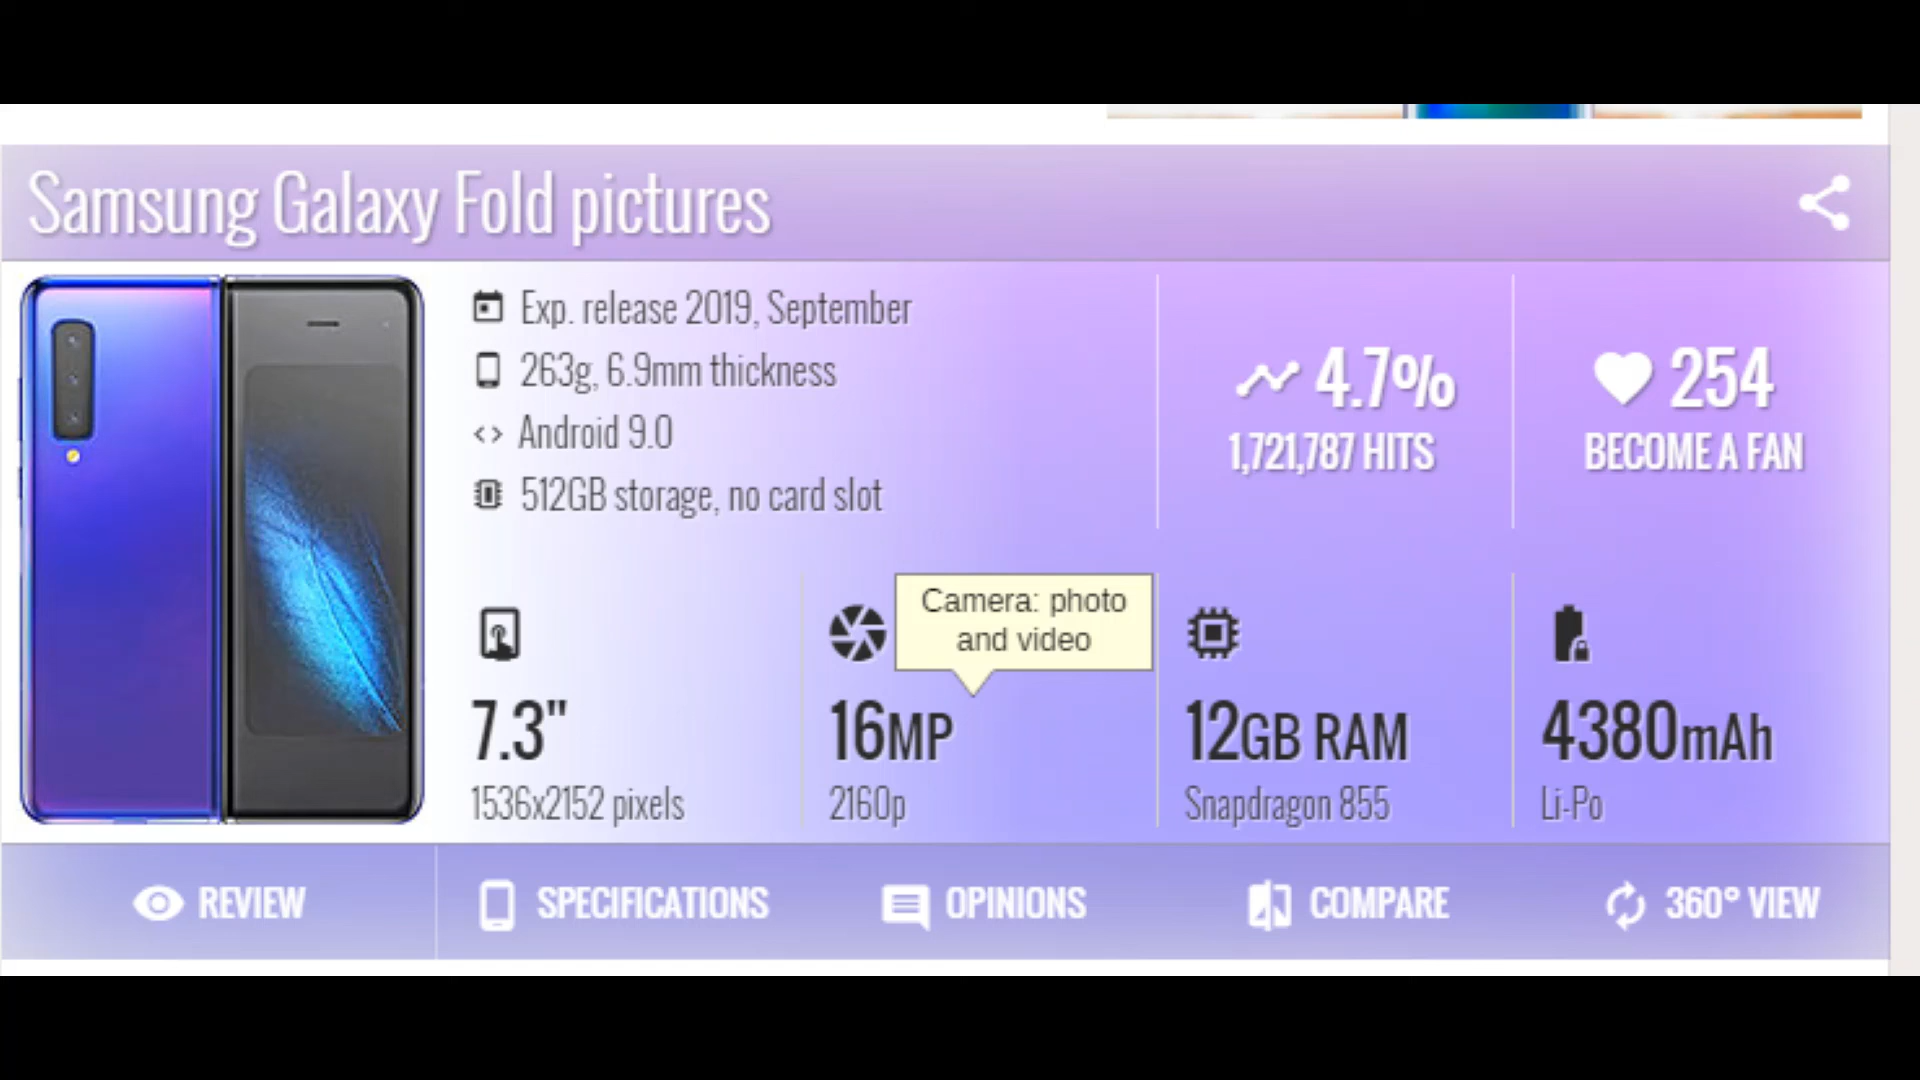 Samsung Galaxy Fold pictures
Exp. release 2019, September
263g, 6.9mm thickness
Android 9.0
512GB storage, no card slot
4.7%
1,721,787 HITS
254
BECOME A FAN
Camera: photo
and video
7.3"
1536x2152 pixels
16MP
2160p
12GB RAM
Snapdragon 855
4380mAh
Li-Po
REVIEW
SPECIFICATIONS
OPINIONS
COMPARE
360° VIEW